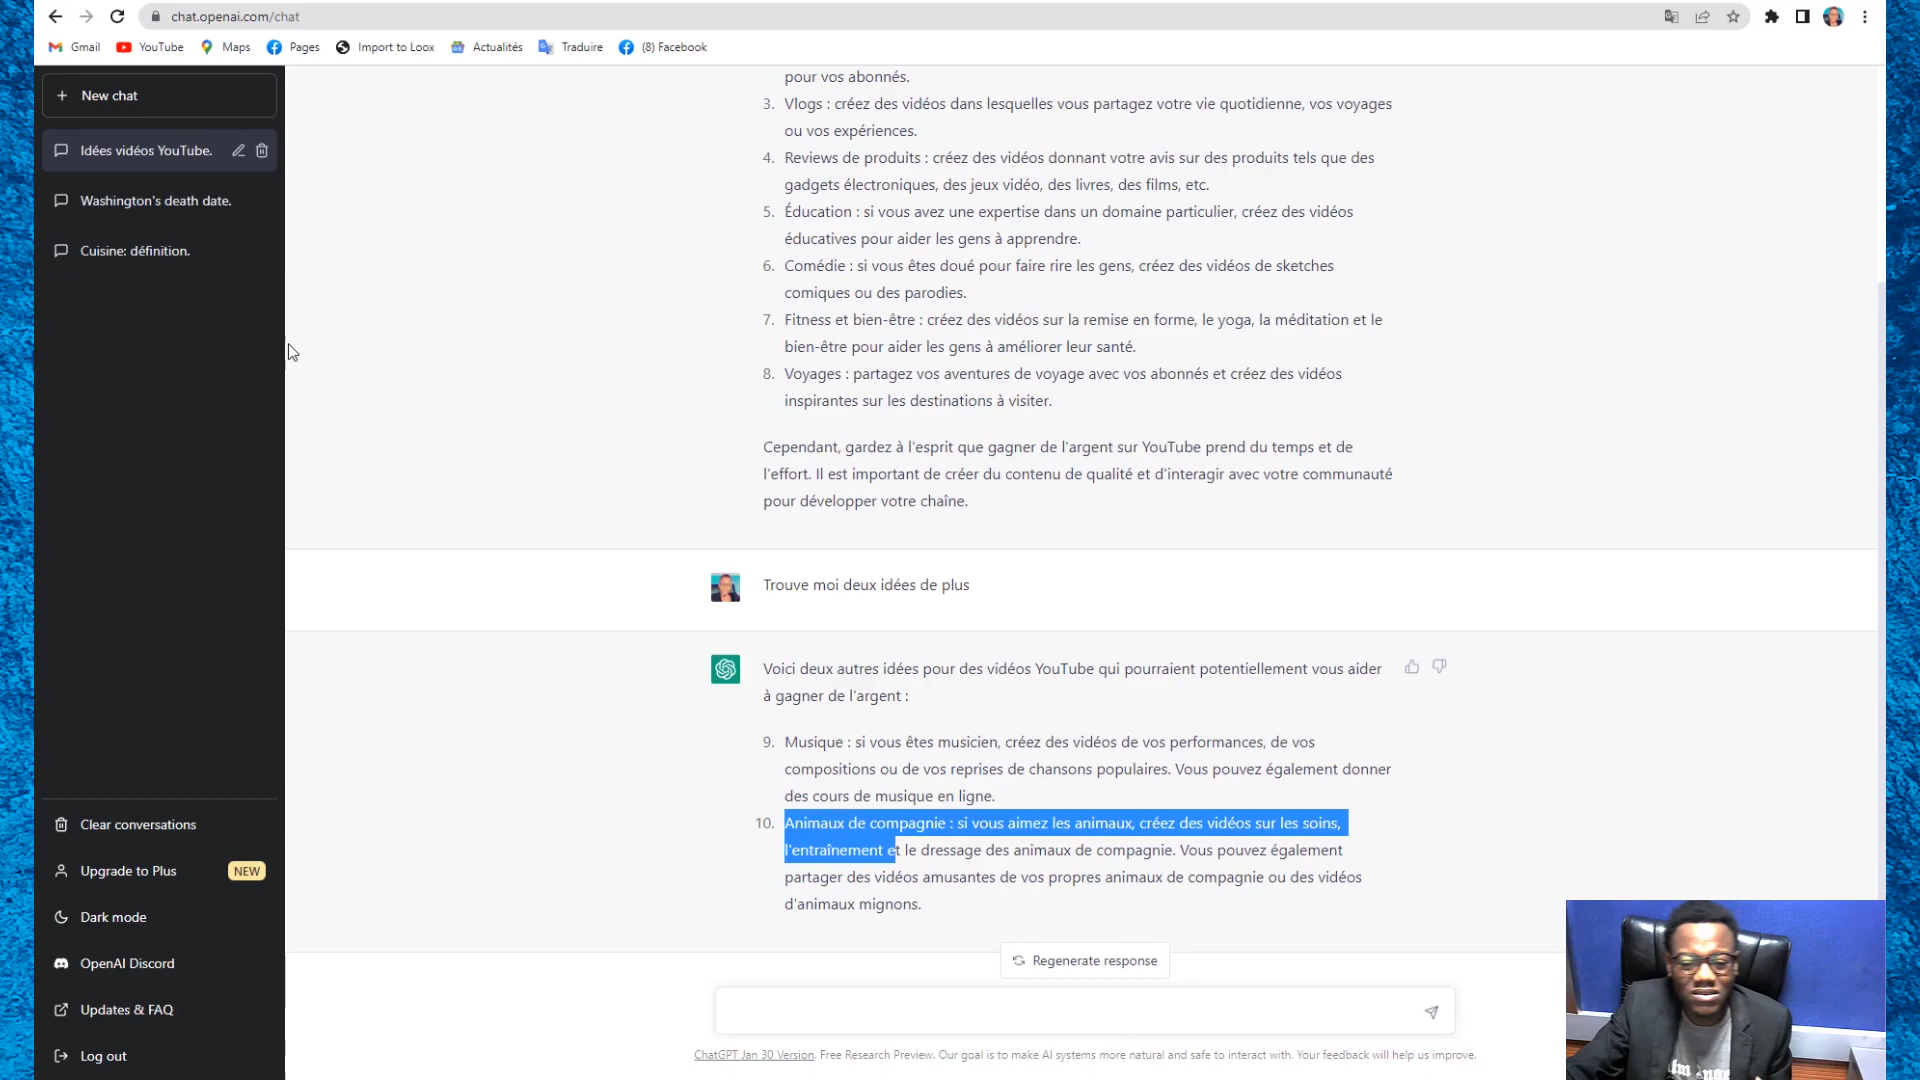 chat.openai.com/chat
Gmail YouTube Maps Pages Import to Loox Actualités Traduire (8) Facebook
+ New chat
Idées vidéos YouTube.
Washington's death date.
Cuisine: définition.
Clear conversations
Upgrade to Plus NEW
Dark mode
OpenAI Discord
Updates & FAQ
Log out
pour vos abonnés.
3. Vlogs : créez des vidéos dans lesquelles vous partagez votre vie quotidienne, vos voyages
ou vos expériences.
4. Reviews de produits : créez des vidéos donnant votre avis sur des produits tels que des
gadgets électroniques, des jeux vidéo, des livres, des films, etc.
5. Éducation : si vous avez une expertise dans un domaine particulier, créez des vidéos
éducatives pour aider les gens à apprendre.
6. Comédie : si vous êtes doué pour faire rire les gens, créez des vidéos de sketches
comiques ou des parodies.
7. Fitness et bien-être : créez des vidéos sur la remise en forme, le yoga, la méditation et le
bien-être pour aider les gens à améliorer leur santé.
8. Voyages : partagez vos aventures de voyage avec vos abonnés et créez des vidéos
inspirantes sur les destinations à visiter.
Cependant, gardez à l'esprit que gagner de l'argent sur YouTube prend du temps et de
l'effort. Il est important de créer du contenu de qualité et d'interagir avec votre communauté
pour développer votre chaîne.
Trouve moi deux idées de plus
Voici deux autres idées pour des vidéos YouTube qui pourraient potentiellement vous aider
à gagner de l'argent :
9. Musique : si vous êtes musicien, créez des vidéos de vos performances, de vos
compositions ou de vos reprises de chansons populaires. Vous pouvez également donner
des cours de musique en ligne.
10. Animaux de compagnie : si vous aimez les animaux, créez des vidéos sur les soins,
l'entraînement et le dressage des animaux de compagnie. Vous pouvez également
partager des vidéos amusantes de vos propres animaux de compagnie ou des vidéos
d'animaux mignons.
Regenerate response
ChatGPT Jan 30 Version. Free Research Preview. Our goal is to make AI systems more natural and safe to interact with. Your feedback will help us improve.